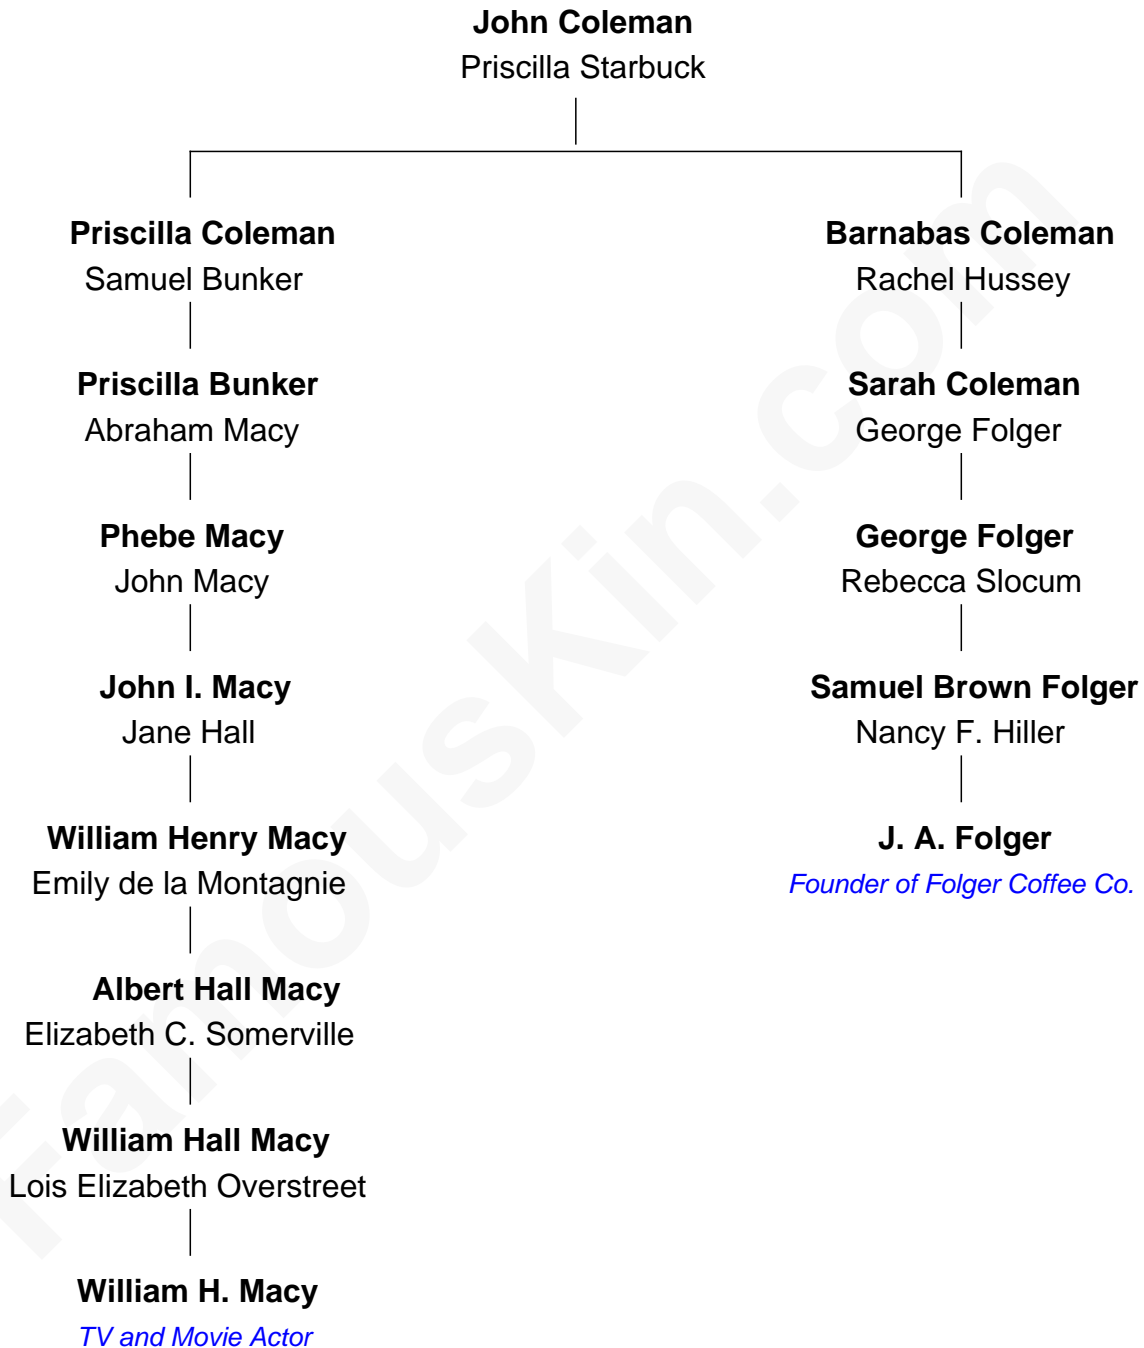 John Coleman
Priscilla Starbuck
Priscilla Coleman
Samuel Bunker
Barnabas Coleman
Rachel Hussey
Priscilla Bunker
Abraham Macy
Sarah Coleman
George Folger
Phebe Macy
John Macy
George Folger
Rebecca Slocum
John I. Macy
Jane Hall
Samuel Brown Folger
Nancy F. Hiller
William Henry Macy
Emily de la Montagnie
J. A. Folger
Founder of Folger Coffee Co.
Albert Hall Macy
Elizabeth C. Somerville
William Hall Macy
Lois Elizabeth Overstreet
William H. Macy
TV and Movie Actor
FamousKin.com